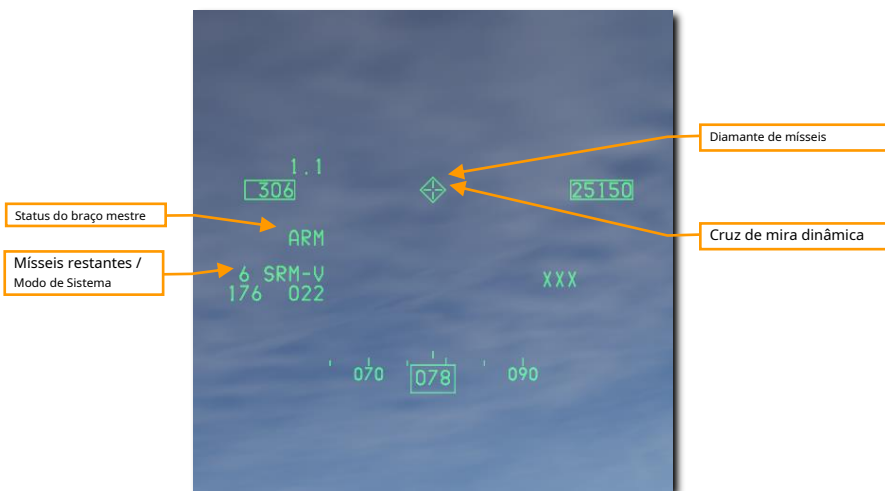 Diamante de mísseis
1.1
306
25150
Status do braço mestre
ARM
Cruz de mira dinâmica
Mísseis restantes /
Modo de Sistema
6 SRM-V
176 022
XXX
070 078 090